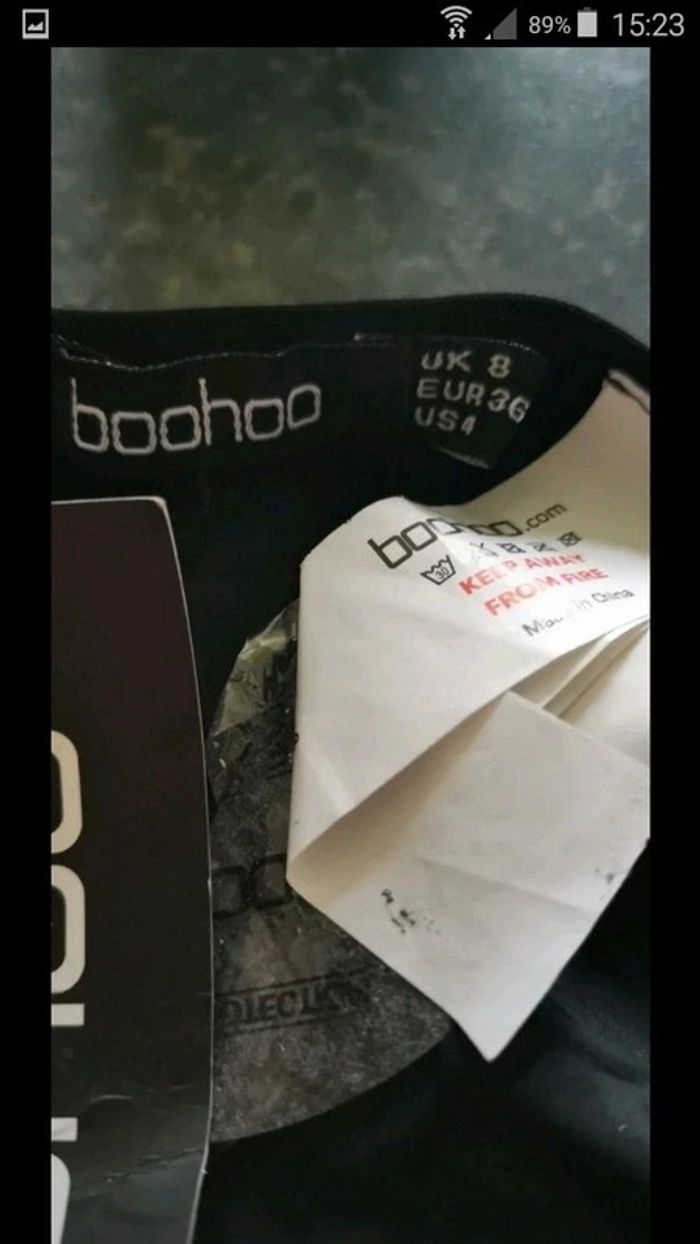 89% 15:23
boohoo
UK 8
EUR 36
US 4
boohoo.com
30
KEEP AWAY
FROM FIRE
Made in China